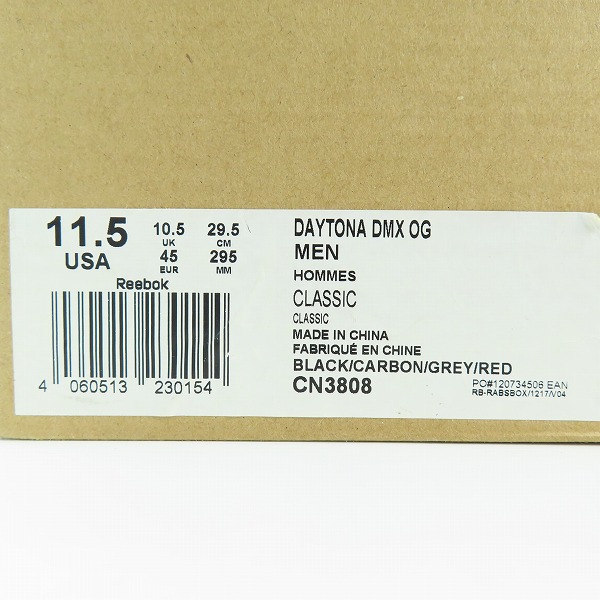 11.5 10.5 29.5
USA UK CM
45 295
EUR MM
Reebok
4 060513 230154
DAYTONA DMX OG
MEN
HOMMES
CLASSIC
CLASSIC
MADE IN CHINA
FABRIQUÉ EN CHINE
BLACK/CARBON/GREY/RED
CN3808
PO#120734506 EAN
RB-RABSBOX/1217/V04